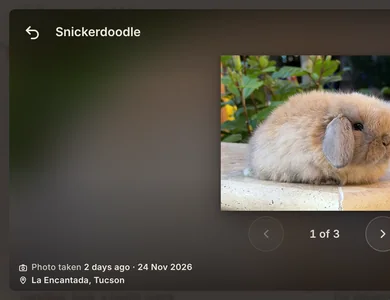 Snickerdoodle
1 of 3
Photo taken 2 days ago · 24 Nov 2026
La Encantada, Tucson